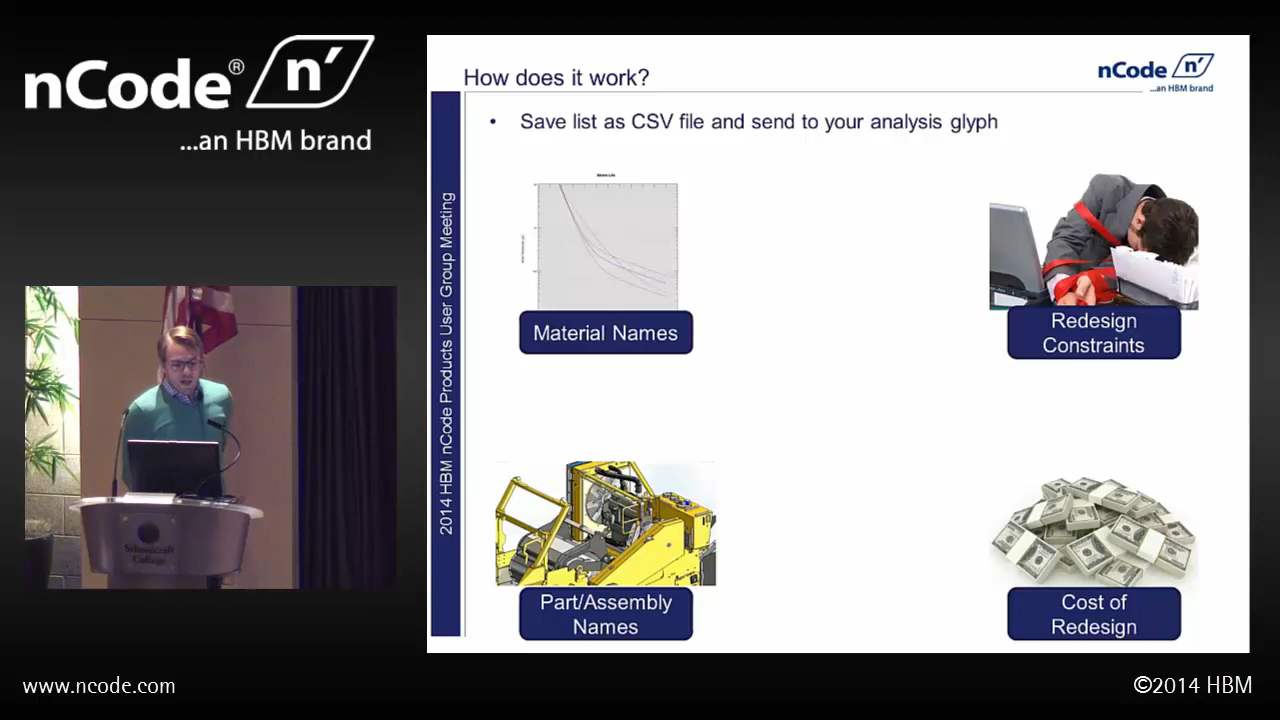 nCode® n'
...an HBM brand
How does it work?
nCode n'
...an HBM brand
• Save list as CSV file and send to your analysis glyph
2014 HBM nCode Products User Group Meeting
Material Names
Redesign
Constraints
Part/Assembly
Names
Cost of
Redesign
Schoolcraft
College
www.ncode.com
©2014 HBM